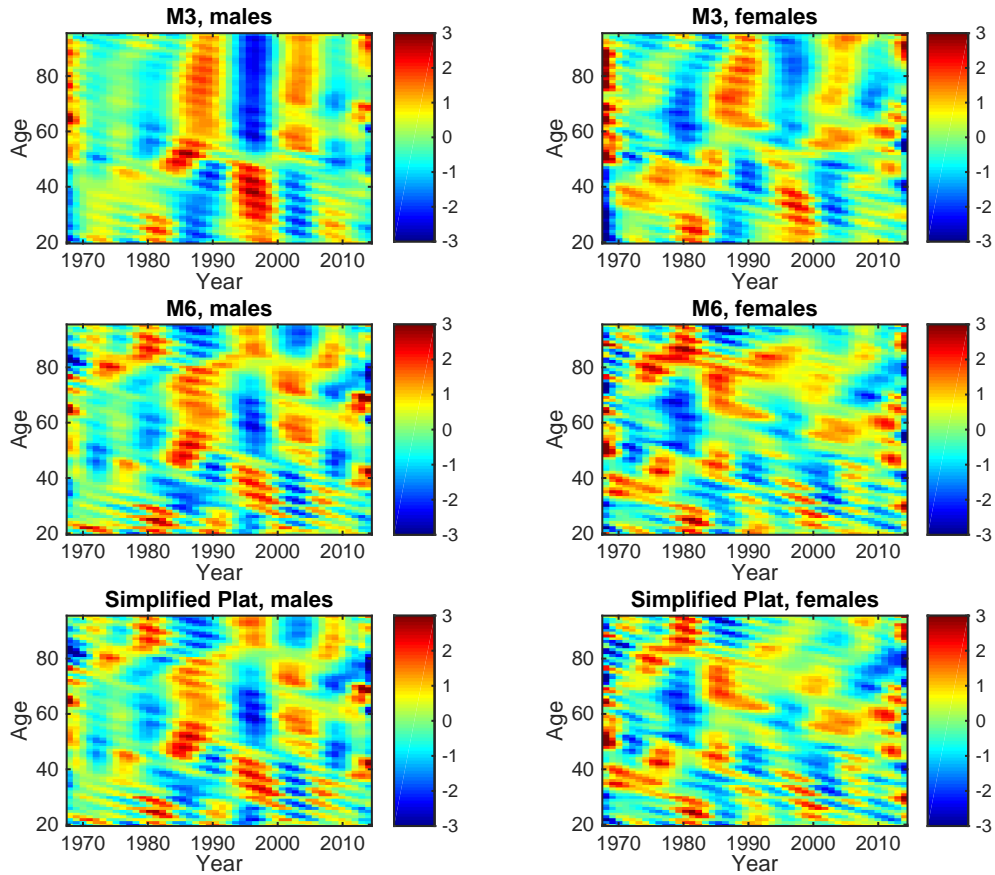 M3, males
3
2
1
0
-1
-2
-3
80
60
40
20
Age
1970 1980 1990 2000 2010
Year
M3, females
3
2
1
0
-1
-2
-3
80
60
40
20
Age
1970 1980 1990 2000 2010
Year
M6, males
3
2
1
0
-1
-2
-3
80
60
40
20
Age
1970 1980 1990 2000 2010
Year
M6, females
3
2
1
0
-1
-2
-3
80
60
40
20
Age
1970 1980 1990 2000 2010
Year
Simplified Plat, males
3
2
1
0
-1
-2
-3
80
60
40
20
Age
1970 1980 1990 2000 2010
Year
Simplified Plat, females
3
2
1
0
-1
-2
-3
80
60
40
20
Age
1970 1980 1990 2000 2010
Year